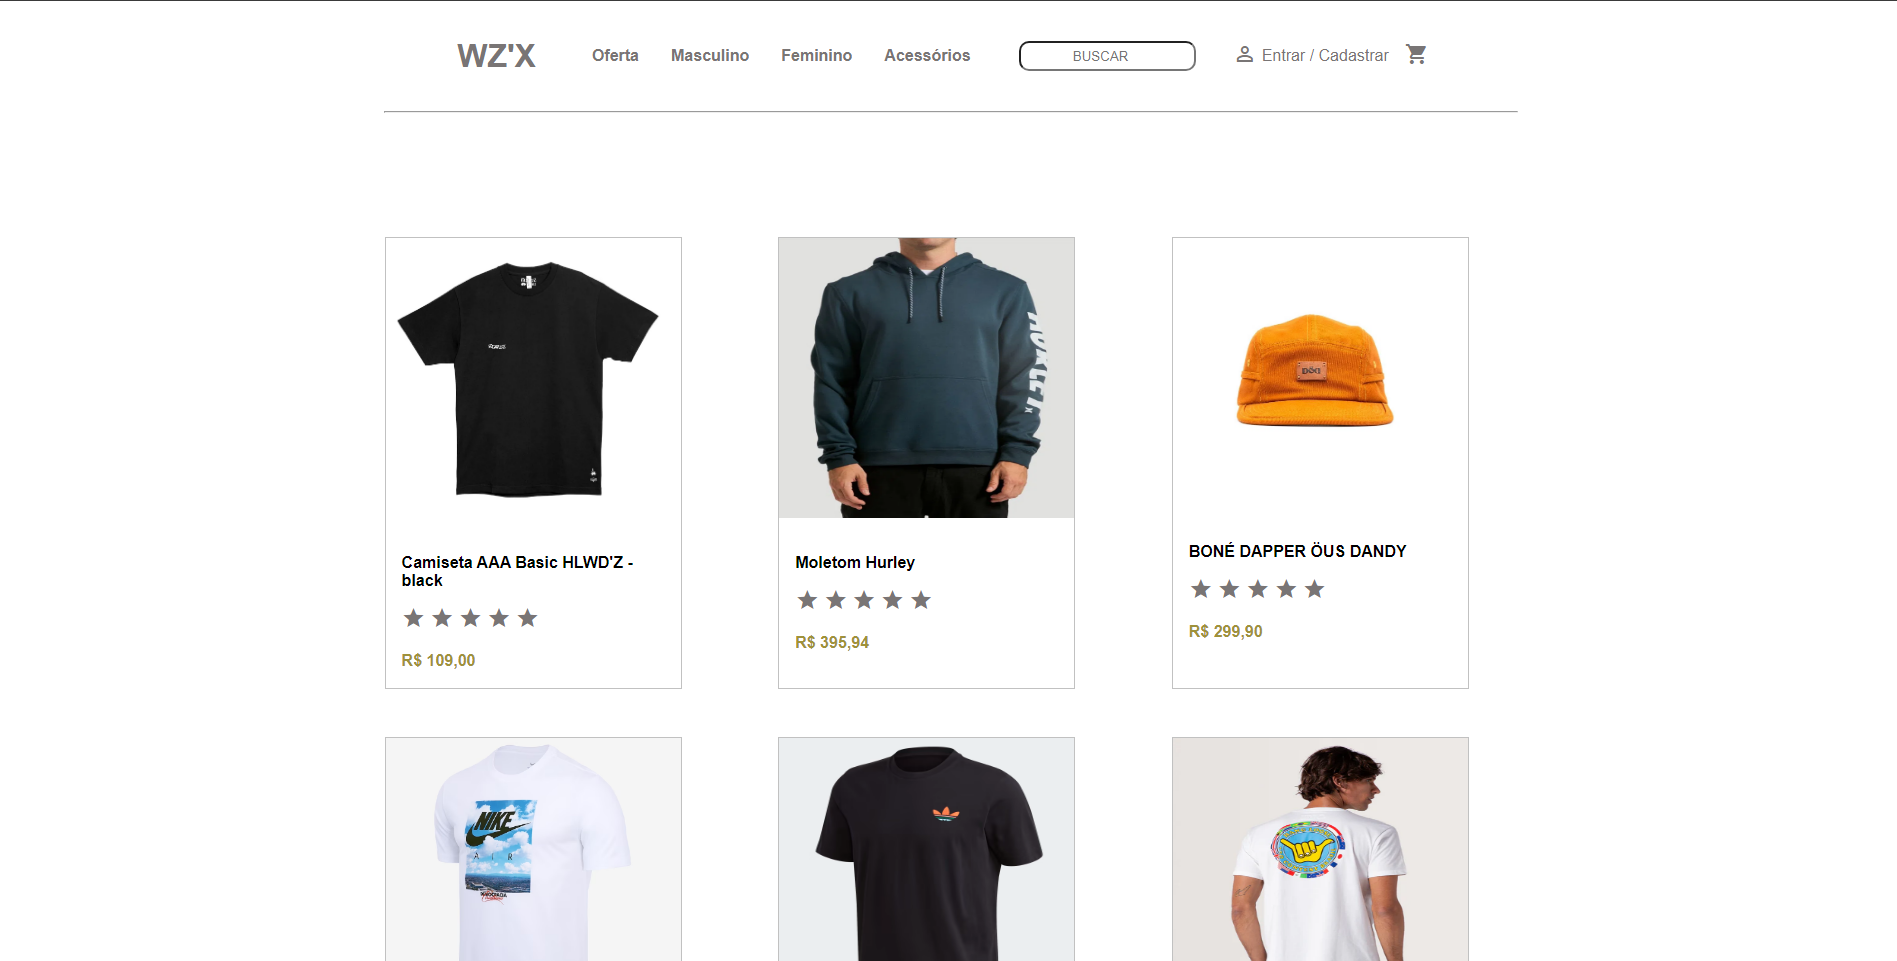 WZ'X
Oferta Masculino Feminino Acessórios
BUSCAR
Entrar / Cadastrar
Camiseta AAA Basic HLWD'Z -
black
R$ 109,00
Moletom Hurley
R$ 395,94
BONÉ DAPPER ÖUS DANDY
R$ 299,90
HURLEY
NIKE
AIR